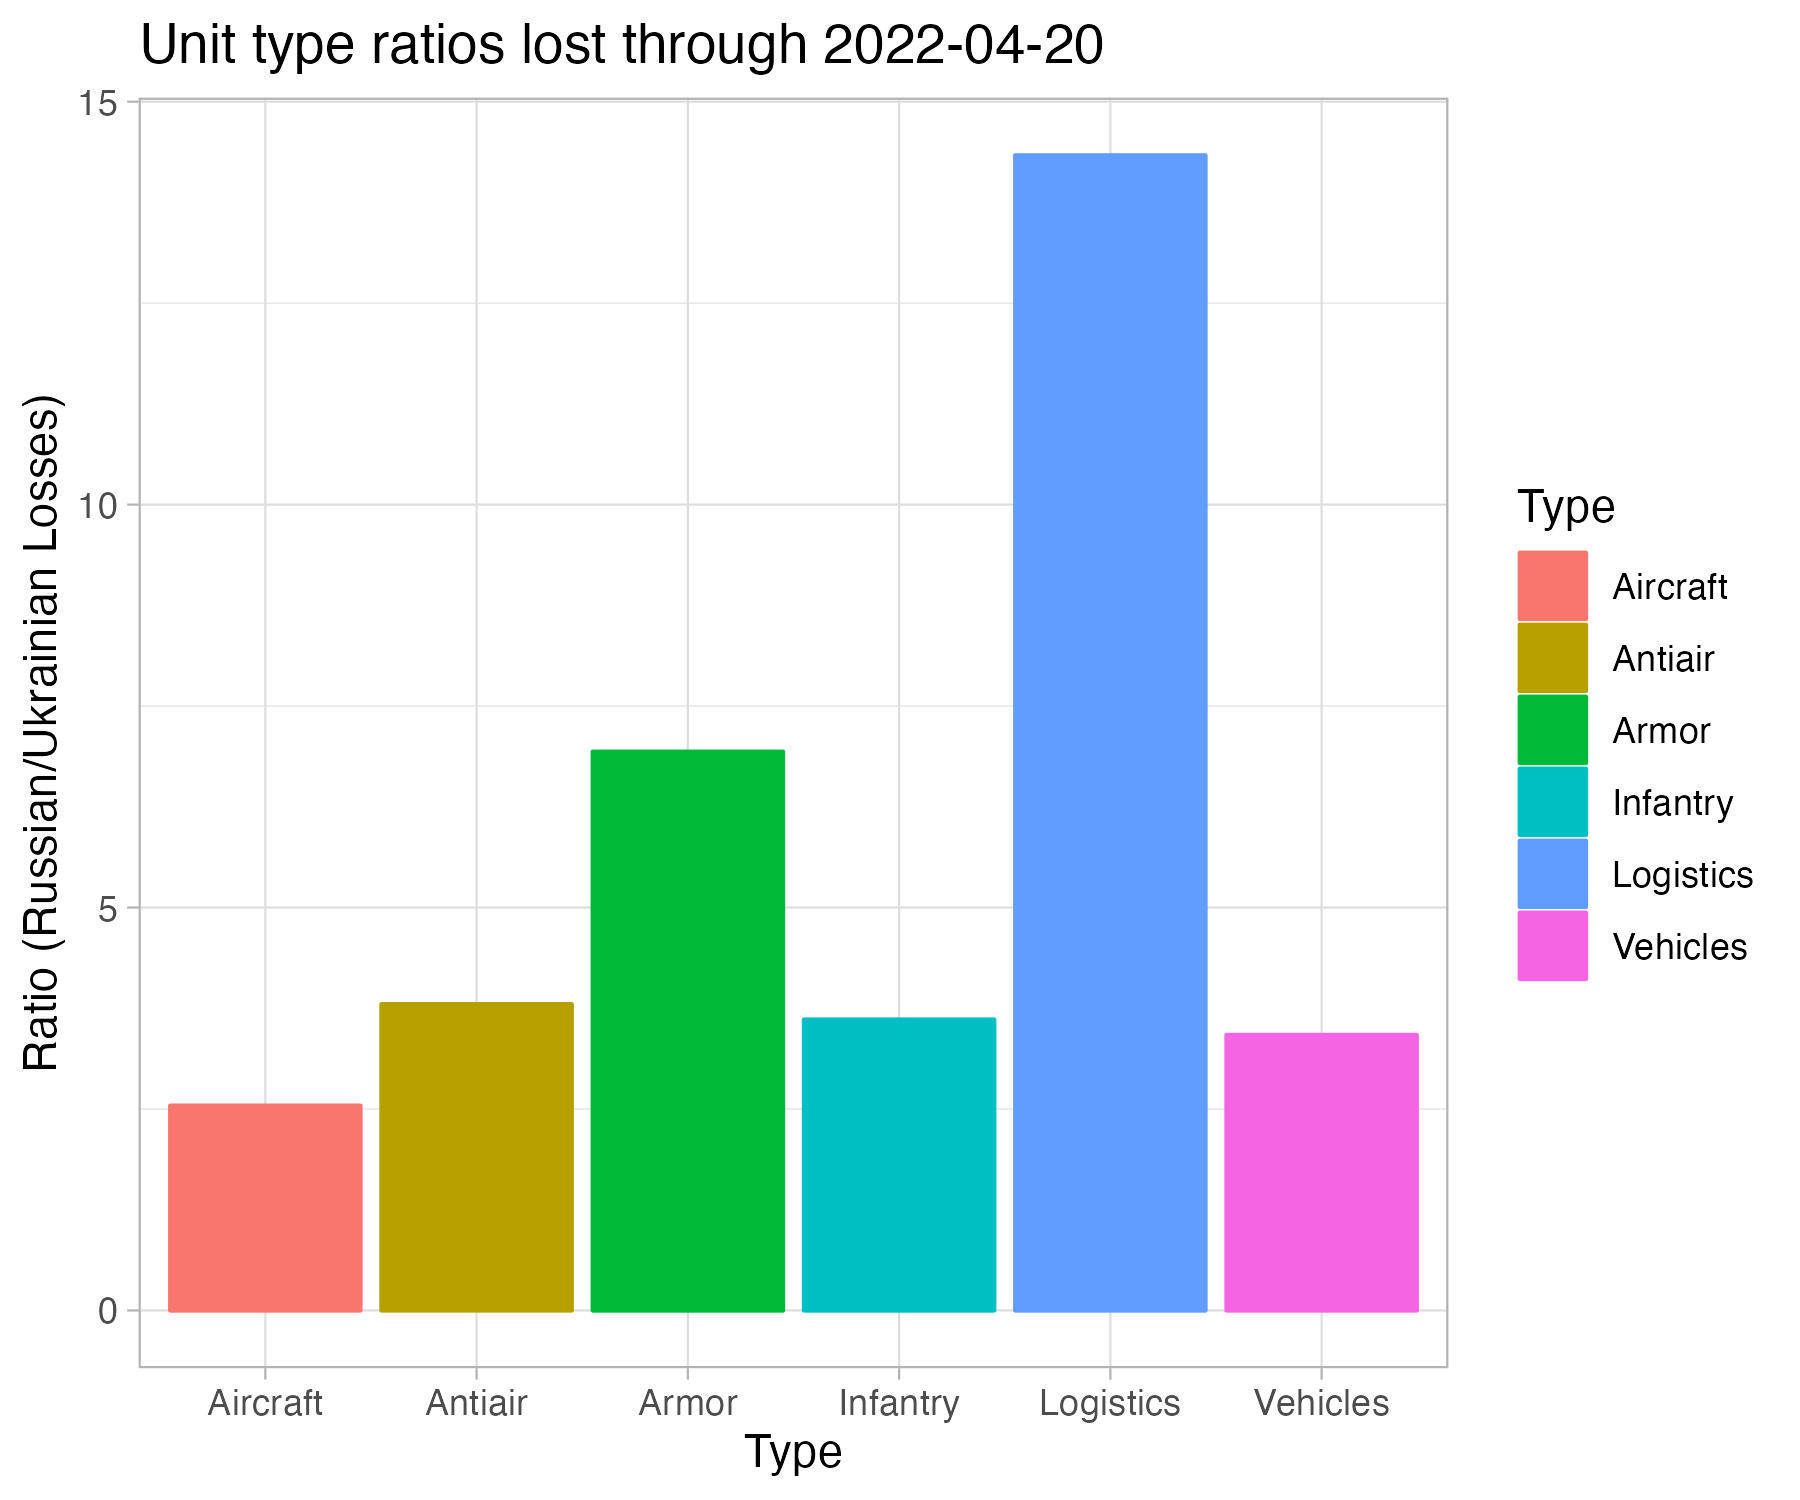 Unit type ratios lost through 2022-04-20
Ratio (Russian/Ukrainian Losses)
15
10
5
0
Aircraft Antiair Armor Infantry Logistics Vehicles
Type
Type
Aircraft
Antiair
Armor
Infantry
Logistics
Vehicles